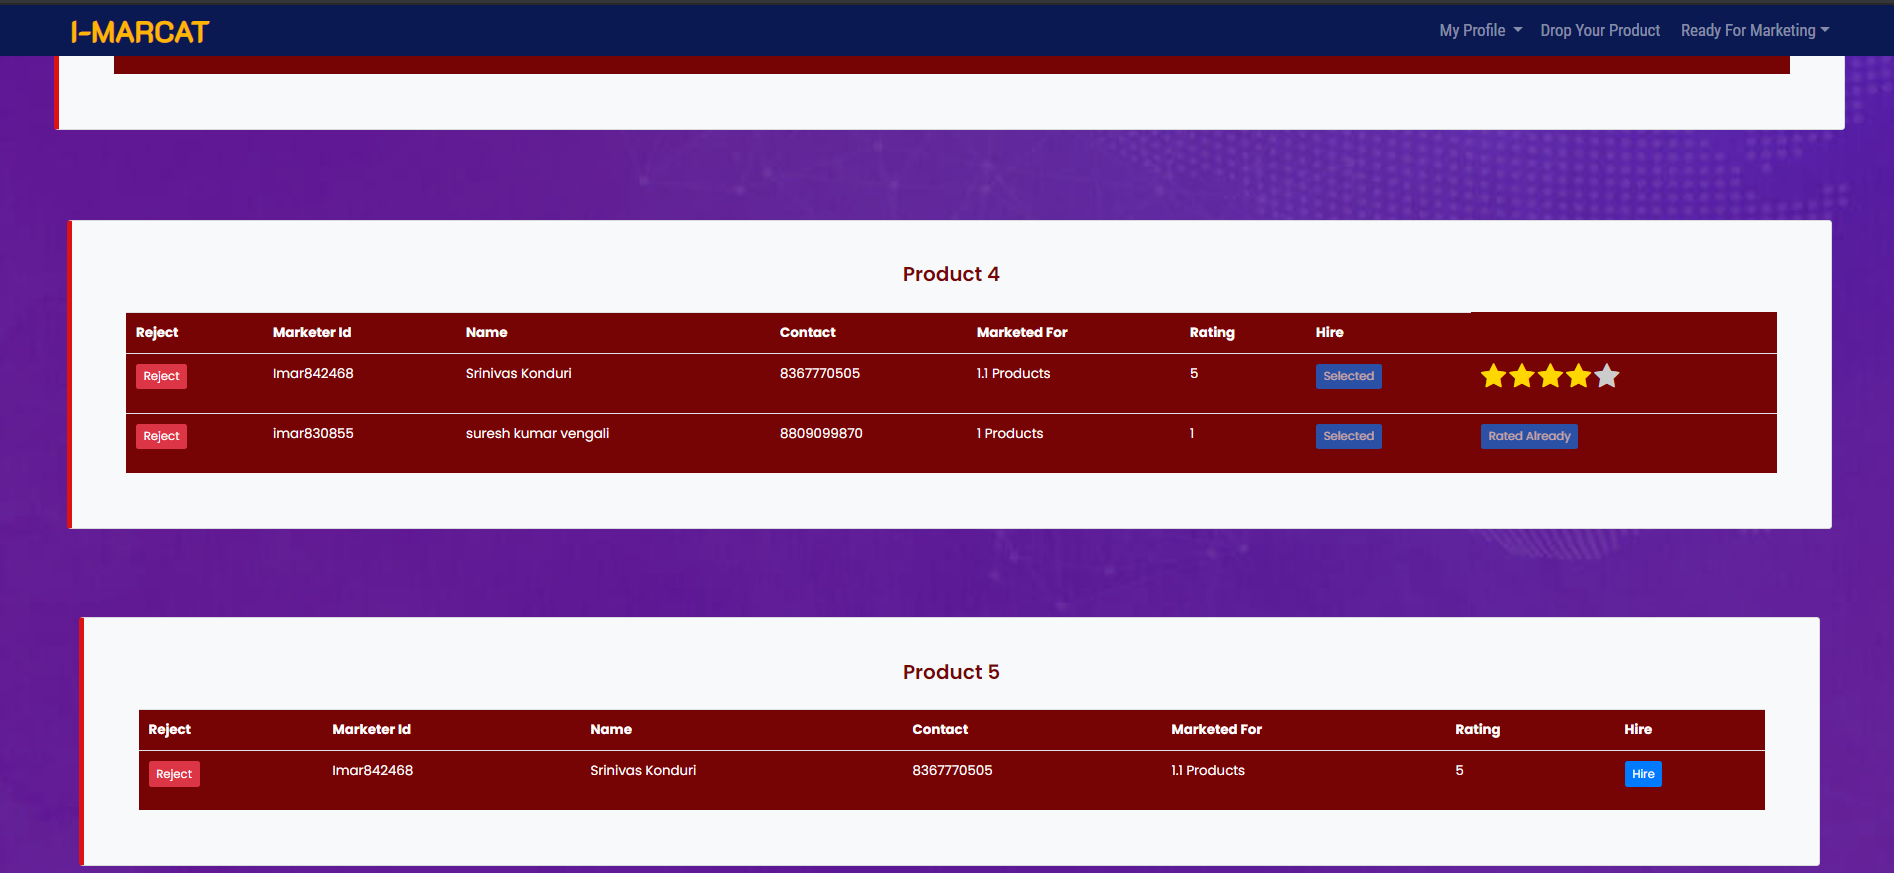 I-MARCAT
My Profile Drop Your Product Ready For Marketing
Product 4
Reject Marketer Id Name Contact Marketed For Rating Hire
Reject Imar842468 Srinivas Konduri 8367770505 1.1 Products 5 Selected
Reject imar830855 suresh kumar vengali 8809099870 1 Products 1 Selected Rated Already
Product 5
Reject Marketer Id Name Contact Marketed For Rating Hire
Reject Imar842468 Srinivas Konduri 8367770505 1.1 Products 5 Hire